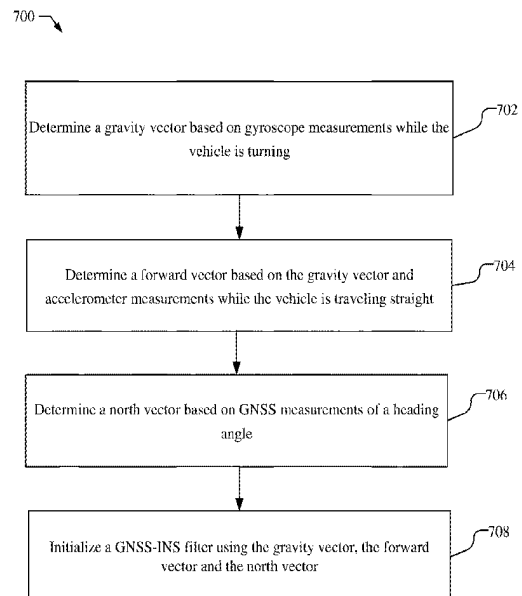 700
702
Determine a gravity vector based on gyroscope measurements while the
vehicle is turning
704
Determine a forward vector based on the gravity vector and
accelerometer measurements while the vehicle is traveling straight
706
Determine a north vector based on GNSS measurements of a heading
angle
708
Initialize a GNSS-INS filter using the gravity vector, the forward
vector and the north vector